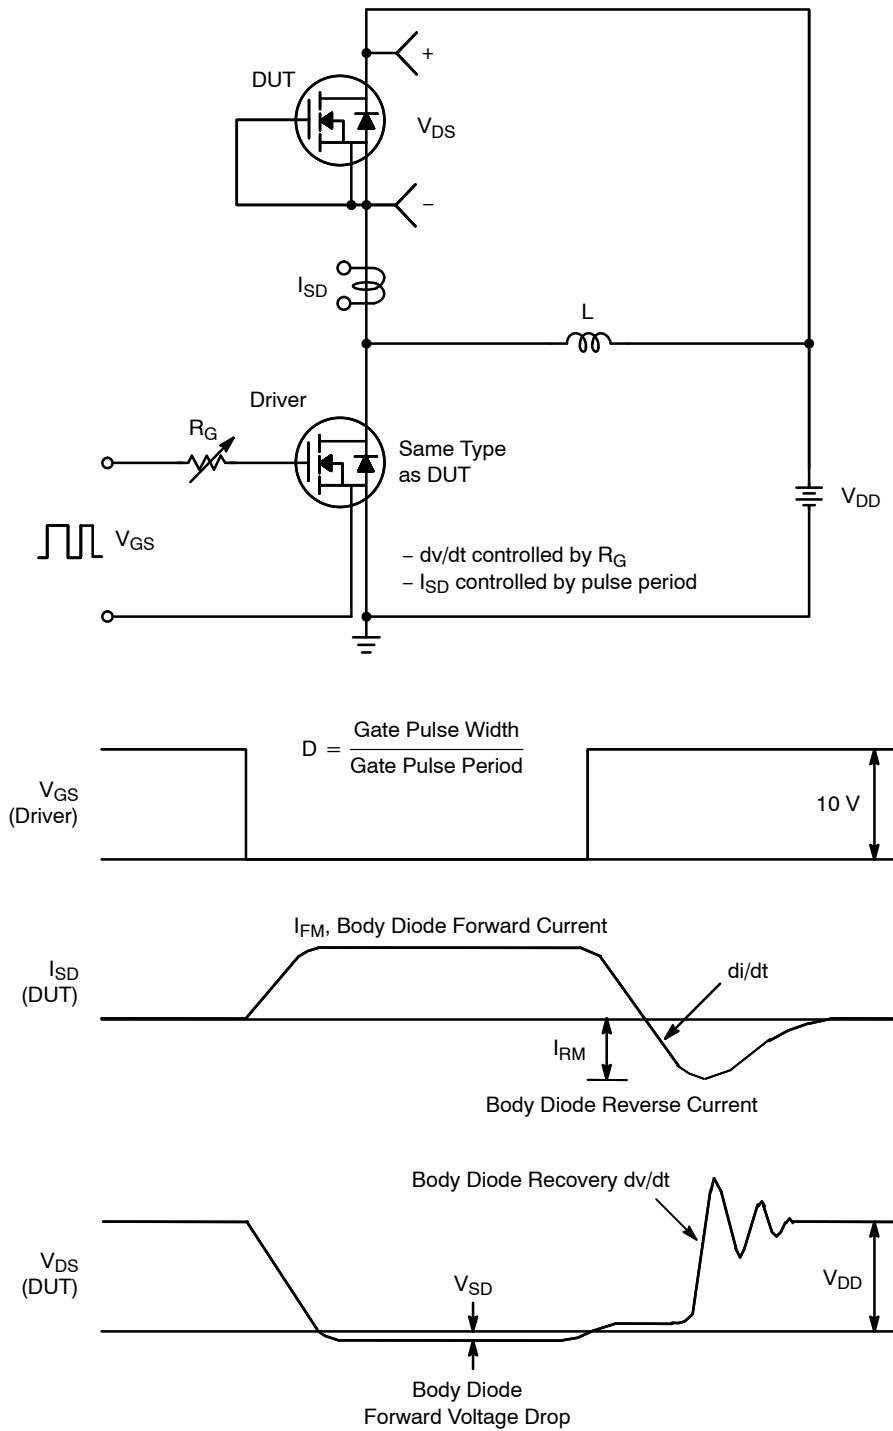 DUT
+
V_DS
−
I_SD
L
Driver
R_G
Same Type
as DUT
V_DD
V_GS
− dv/dt controlled by R_G
− I_SD controlled by pulse period
D = Gate Pulse Width
Gate Pulse Period
V_GS
(Driver)
10 V
I_FM, Body Diode Forward Current
I_SD
(DUT)
di/dt
I_RM
Body Diode Reverse Current
Body Diode Recovery dv/dt
V_DS
(DUT)
V_SD
V_DD
Body Diode
Forward Voltage Drop